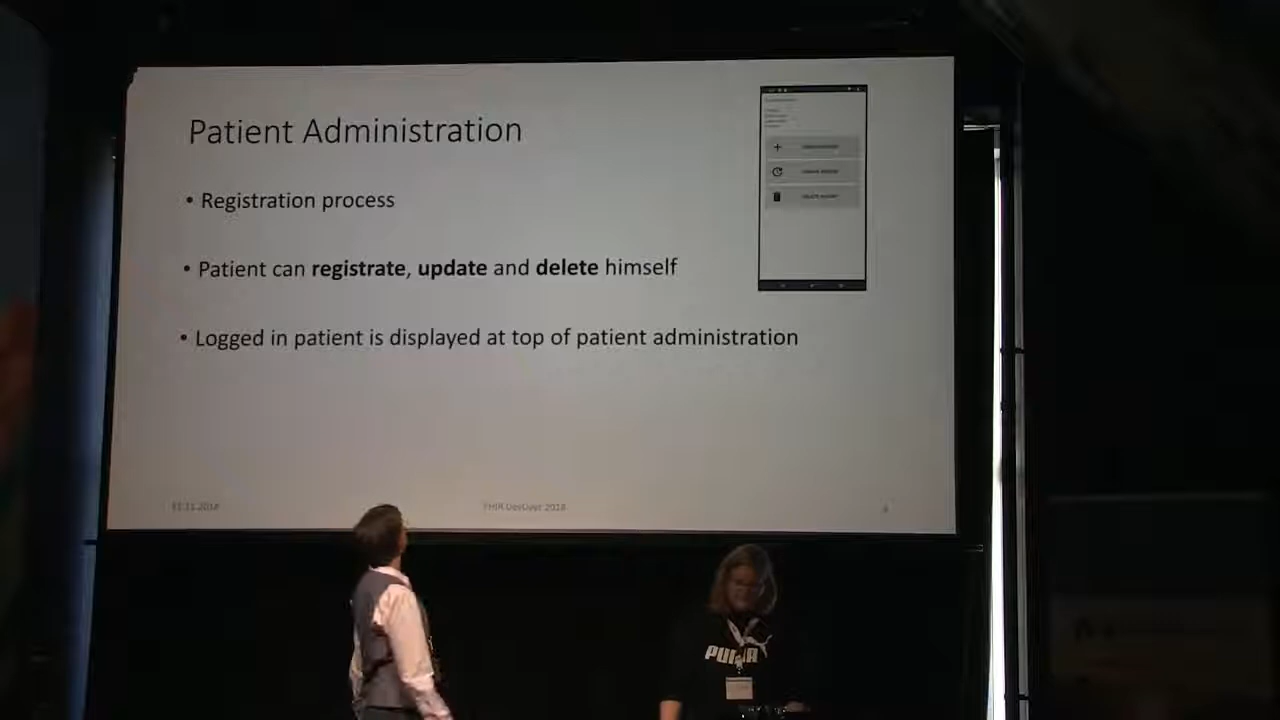 Patient Administration
• Registration process
• Patient can registrate, update and delete himself
• Logged in patient is displayed at top of patient administration
2018
FHIR DevDays 2018
PUMA